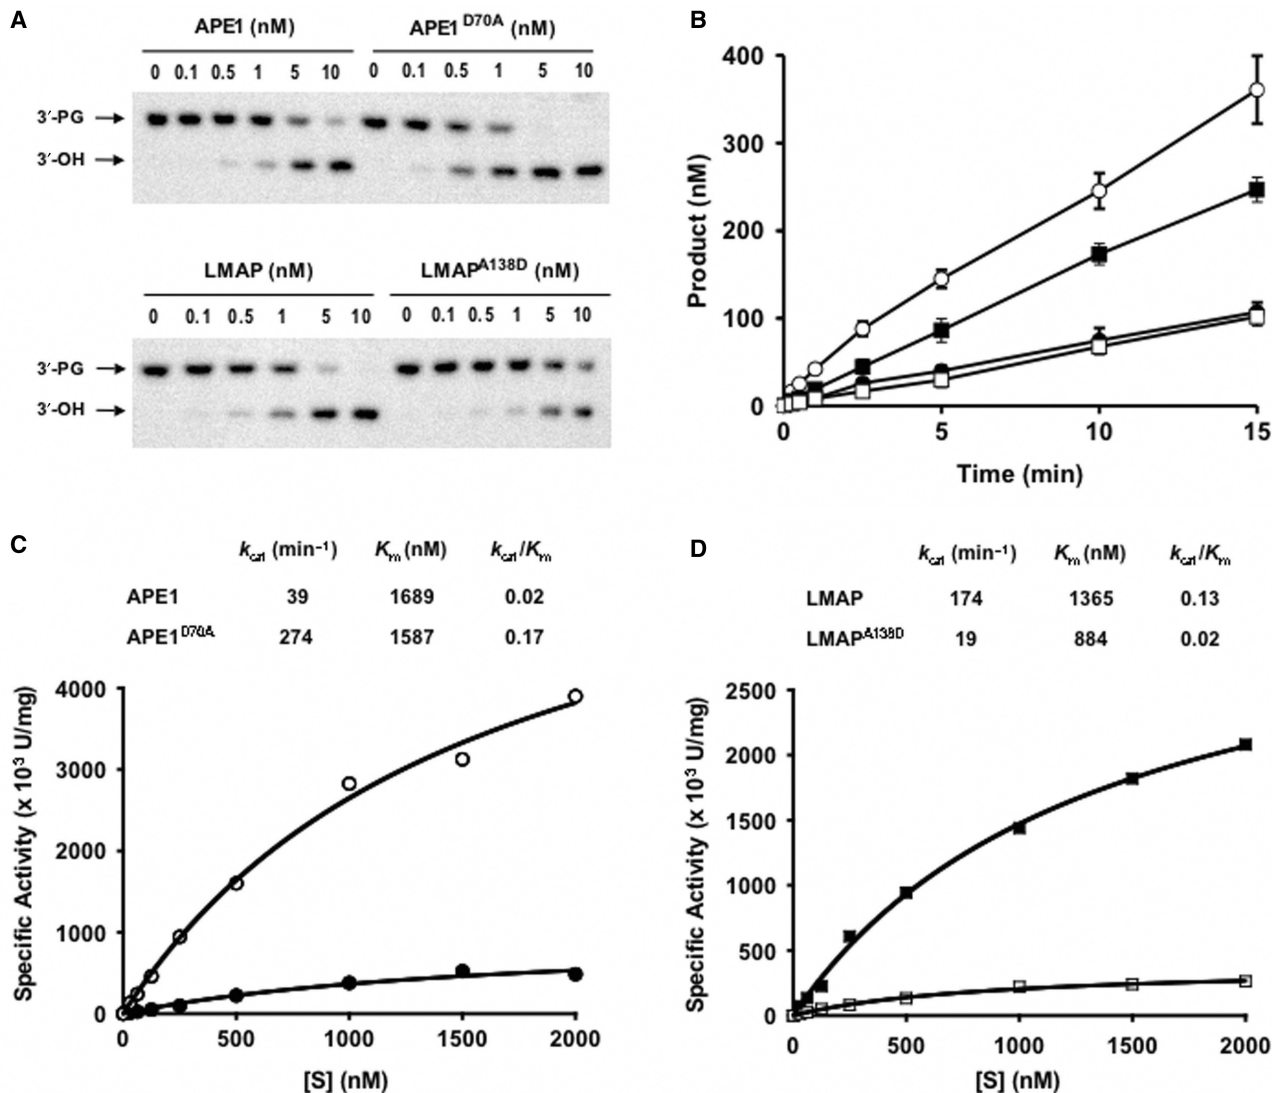 A
APE1 (nM)
APE1D70A (nM)
0 0.1 0.5 1 5 10
0 0.1 0.5 1 5 10
3′-PG
3′-OH
LMAP (nM)
LMAPA138D (nM)
0 0.1 0.5 1 5 10
0 0.1 0.5 1 5 10
3′-PG
3′-OH
B
Product (nM)
400
300
200
100
0
0 5 10 15
Time (min)
C
kcat (min–1) Km (nM) kcat/Km
APE1 39 1689 0.02
APE1D70A 274 1587 0.17
Specific Activity (x 10³ U/mg)
4000
3000
2000
1000
0
0 500 1000 1500 2000
[S] (nM)
D
kcat (min–1) Km (nM) kcat/Km
LMAP 174 1365 0.13
LMAPA138D 19 884 0.02
Specific Activity (x 10³ U/mg)
2500
2000
1500
1000
500
0
0 500 1000 1500 2000
[S] (nM)